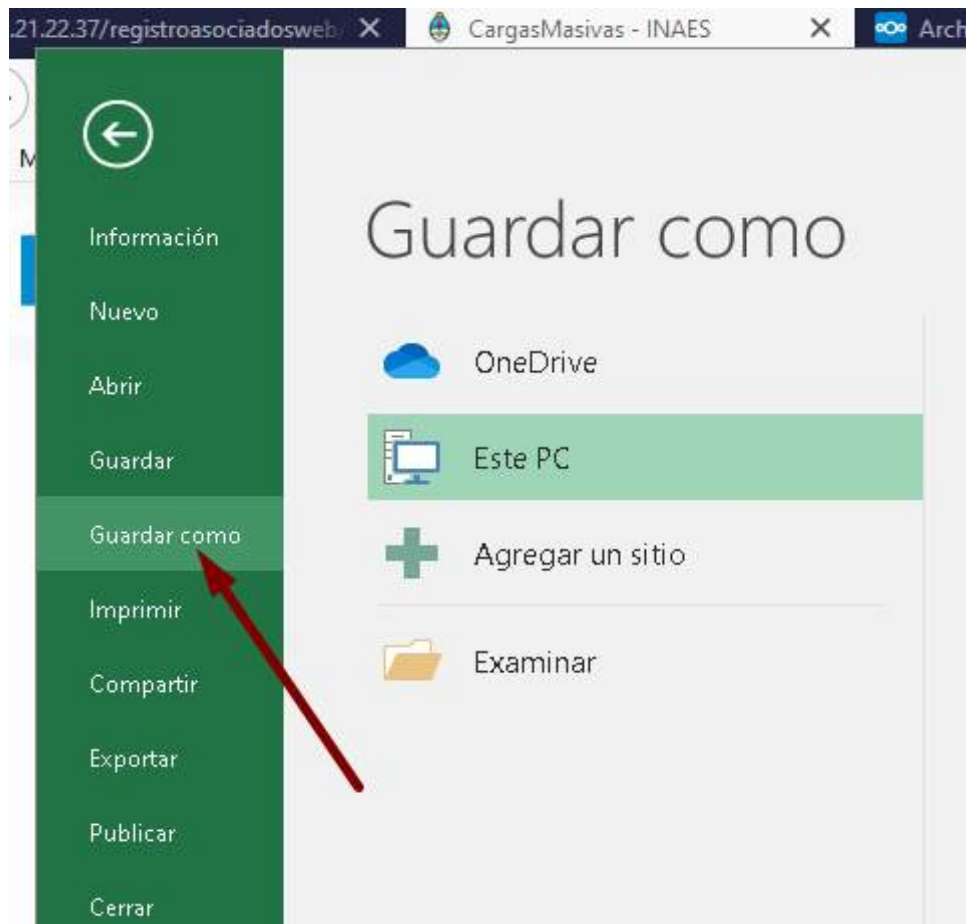 .21.22.37/registroasociadosweb/
CargasMasivas - INAES
Arch
M
Información
Nuevo
Abrir
Guardar
Guardar como
Imprimir
Compartir
Exportar
Publicar
Cerrar
Guardar como
OneDrive
Este PC
Agregar un sitio
Examinar